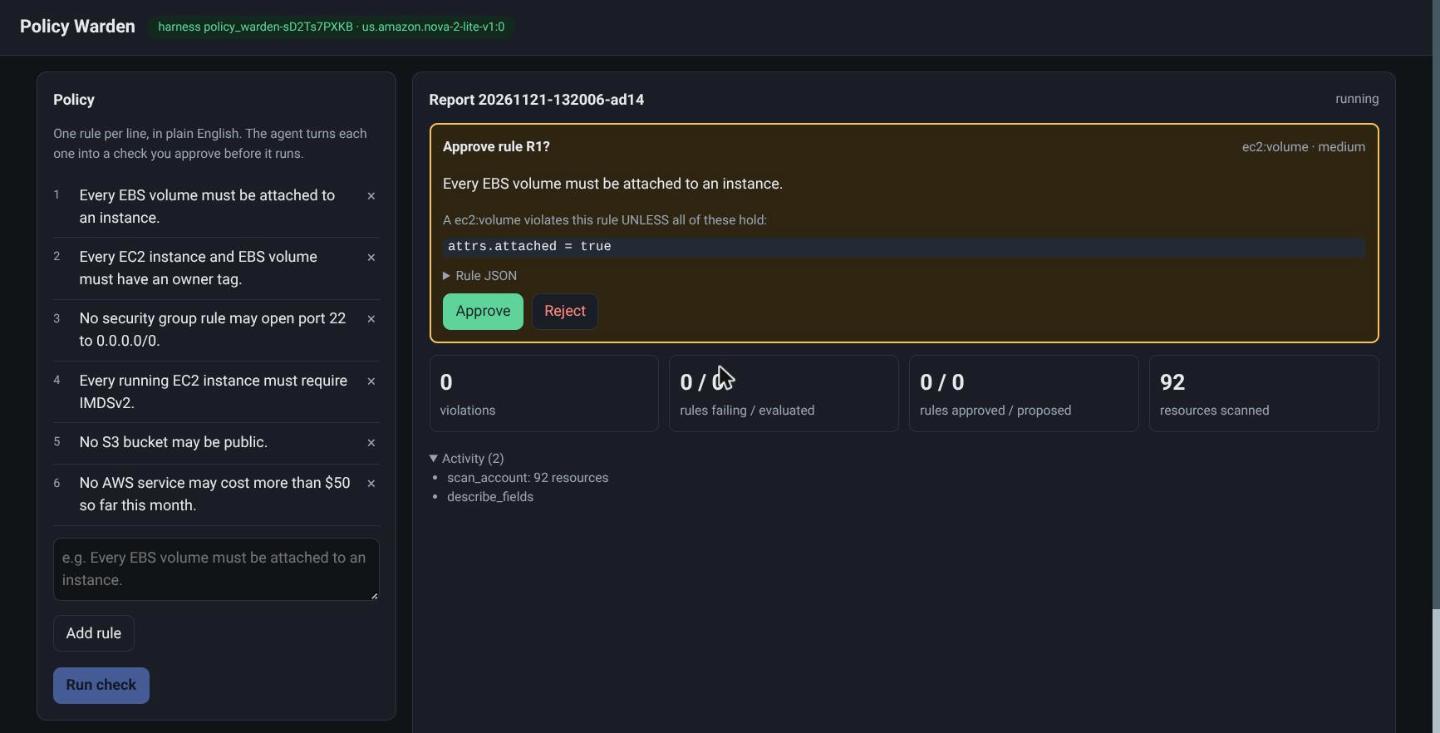 Policy Warden
harness policy_warden-sD2Ts7PXKB · us.amazon.nova-2-lite-v1:0
Policy
One rule per line, in plain English. The agent turns each
one into a check you approve before it runs.
1 Every EBS volume must be attached to
an instance.
×
2 Every EC2 instance and EBS volume
must have an owner tag.
×
3 No security group rule may open port 22
to 0.0.0.0/0.
×
4 Every running EC2 instance must require
IMDSv2.
×
5 No S3 bucket may be public.
×
6 No AWS service may cost more than $50
so far this month.
×
e.g. Every EBS volume must be attached to an
instance.
Add rule
Run check
Report 20261121-132006-ad14
running
Approve rule R1?
ec2:volume · medium
Every EBS volume must be attached to an instance.
A ec2:volume violates this rule UNLESS all of these hold:
attrs.attached = true
▶ Rule JSON
Approve
Reject
0
violations
0 / 0
rules failing / evaluated
0 / 0
rules approved / proposed
92
resources scanned
▼ Activity (2)
• scan_account: 92 resources
• describe_fields